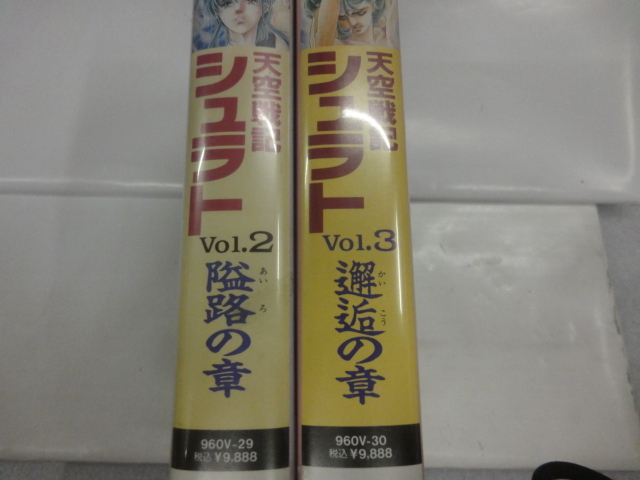 天空戦記
シュラト
Vol.2
あいろ
隘路の章
960V-29
税込 ¥9,888
天空戦記
シュラト
Vol.3
かいこう
邂逅の章
960V-30
税込 ¥9,888